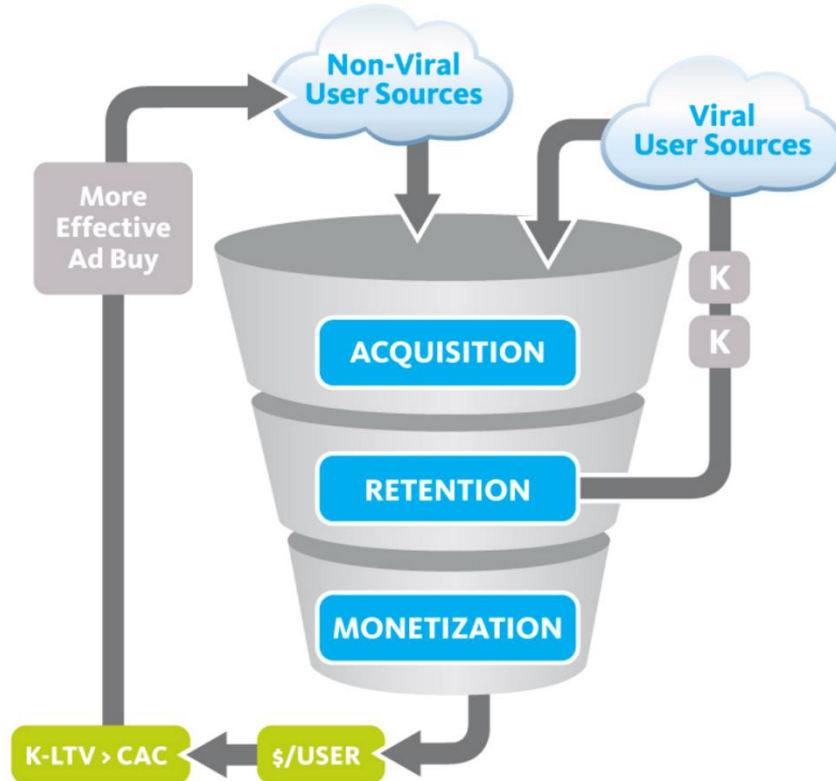 Non-Viral
User Sources
Viral
User Sources
More
Effective
Ad Buy
K
K
ACQUISITION
RETENTION
MONETIZATION
K-LTV > CAC
$/USER